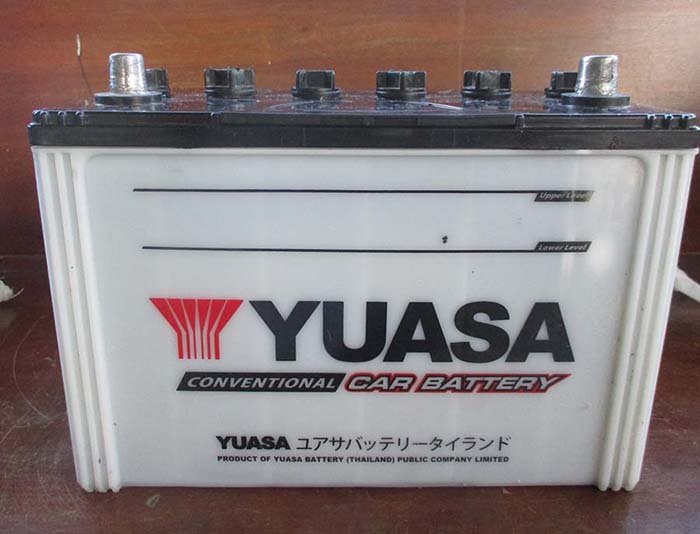 Upper Level
Lower Level
YUASA
CONVENTIONAL CAR BATTERY
YUASA ユアサバッテリータイランド
PRODUCT OF YUASA BATTERY (THAILAND) PUBLIC COMPANY LIMITED